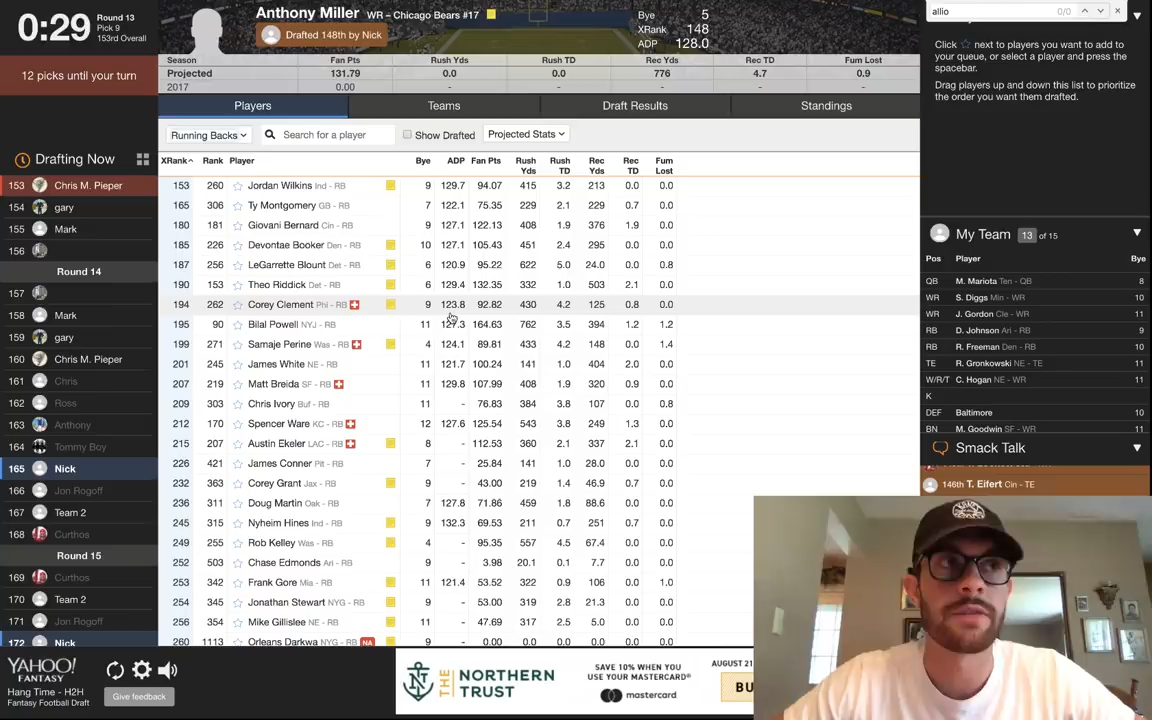 0:29
Round 13
Pick 9
153rd Overall
12 picks until your turn
Anthony Miller WR – Chicago Bears #17
Drafted 148th by Nick
Bye 5
XRank 148
ADP 128.0
allio 0/0
Click next to players you want to add to your queue, or select a player and press the spacebar.
Drag players up and down this list to prioritize the order you want them drafted.
Season Fan Pts Rush Yds Rush TD Rec Yds Rec TD Fum Lost
Projected 131.79 0.0 0.0 776 4.7 0.9
2017 0.00 - - - - -
Players Teams Draft Results Standings
Running Backs Search for a player Show Drafted Projected Stats
XRank Rank Player Bye ADP Fan Pts Rush Yds Rush TD Rec Yds Rec TD Fum Lost
153 260 Jordan Wilkins Ind - RB 9 129.7 94.07 415 3.2 213 0.0 0.0
165 306 Ty Montgomery GB - RB 7 122.1 75.35 229 2.1 229 0.7 0.0
180 181 Giovani Bernard Cin - RB 9 127.1 122.13 408 1.9 376 1.9 0.0
185 226 Devontae Booker Den - RB 10 127.1 105.43 451 2.4 295 0.0 0.0
187 256 LeGarrette Blount Det - RB 6 120.9 95.22 622 5.0 24.0 0.0 0.8
190 153 Theo Riddick Det - RB 6 129.4 132.35 332 1.0 503 2.1 0.0
194 262 Corey Clement Phi - RB 9 123.8 92.82 430 4.2 125 0.8 0.0
195 90 Bilal Powell NYJ - RB 11 127.3 164.63 762 3.5 394 1.2 1.2
199 271 Samaje Perine Was - RB 4 124.1 89.81 433 4.2 148 0.0 1.4
201 245 James White NE - RB 11 121.7 100.24 141 1.0 404 2.0 0.0
207 219 Matt Breida SF - RB 11 129.8 107.99 408 1.9 320 0.9 0.0
209 303 Chris Ivory Buf - RB 11 - 76.83 384 3.8 107 0.0 0.8
212 170 Spencer Ware KC - RB 12 127.6 125.54 543 3.8 249 1.3 0.0
215 207 Austin Ekeler LAC - RB 8 - 112.53 360 2.1 337 2.1 0.0
226 421 James Conner Pit - RB 7 - 25.84 141 1.0 28.0 0.0 0.0
232 363 Corey Grant Jax - RB 9 - 43.00 219 1.4 46.9 0.7 0.0
236 311 Doug Martin Oak - RB 7 127.8 71.86 459 1.8 88.6 0.0 0.0
245 315 Nyheim Hines Ind - RB 9 132.3 69.53 211 0.7 251 0.7 0.0
249 255 Rob Kelley Was - RB 4 - 95.35 557 4.5 67.4 0.0 0.0
252 503 Chase Edmonds Ari - RB 9 - 3.98 20.1 0.1 7.7 0.0 0.0
253 342 Frank Gore Mia - RB 11 121.4 53.52 322 0.9 106 0.0 1.0
254 345 Jonathan Stewart NYG - RB 9 - 53.00 319 2.8 21.3 0.0 0.0
256 354 Mike Gillislee NE - RB 11 - 47.69 317 2.5 5.0 0.0 0.0
260 1113 Orleans Darkwa NYG - RB NA 9 - 0.00 0.0 0.0 0.0 0.0 0.0
Drafting Now
153 Chris M. Pieper
154 gary
155 Mark
156
Round 14
157
158 Mark
159 gary
160 Chris M. Pieper
161 Chris
162 Ross
163 Anthony
164 Tommy Boy
165 Nick
166 Jon Rogoff
167 Team 2
168 Curthos
Round 15
169 Curthos
170 Team 2
171 Jon Rogoff
172 Nick
My Team 13 of 15
Pos Player Bye
QB M. Mariota Ten - QB 8
WR S. Diggs Min - WR 10
WR J. Gordon Cle - WR 11
RB D. Johnson Ari - RB 9
RB R. Freeman Den - RB 10
TE R. Gronkowski NE - TE 11
W/R/T C. Hogan NE - WR 11
K
DEF Baltimore 10
BN M. Goodwin SF - WR 11
Smack Talk
146th T. Eifert Cin - TE
YAHOO!
FANTASY
Hang Time - H2H
Fantasy Football Draft
Give feedback
THE NORTHERN TRUST
SAVE 10% WHEN YOU USE YOUR MASTERCARD®
mastercard
AUGUST 21
BU